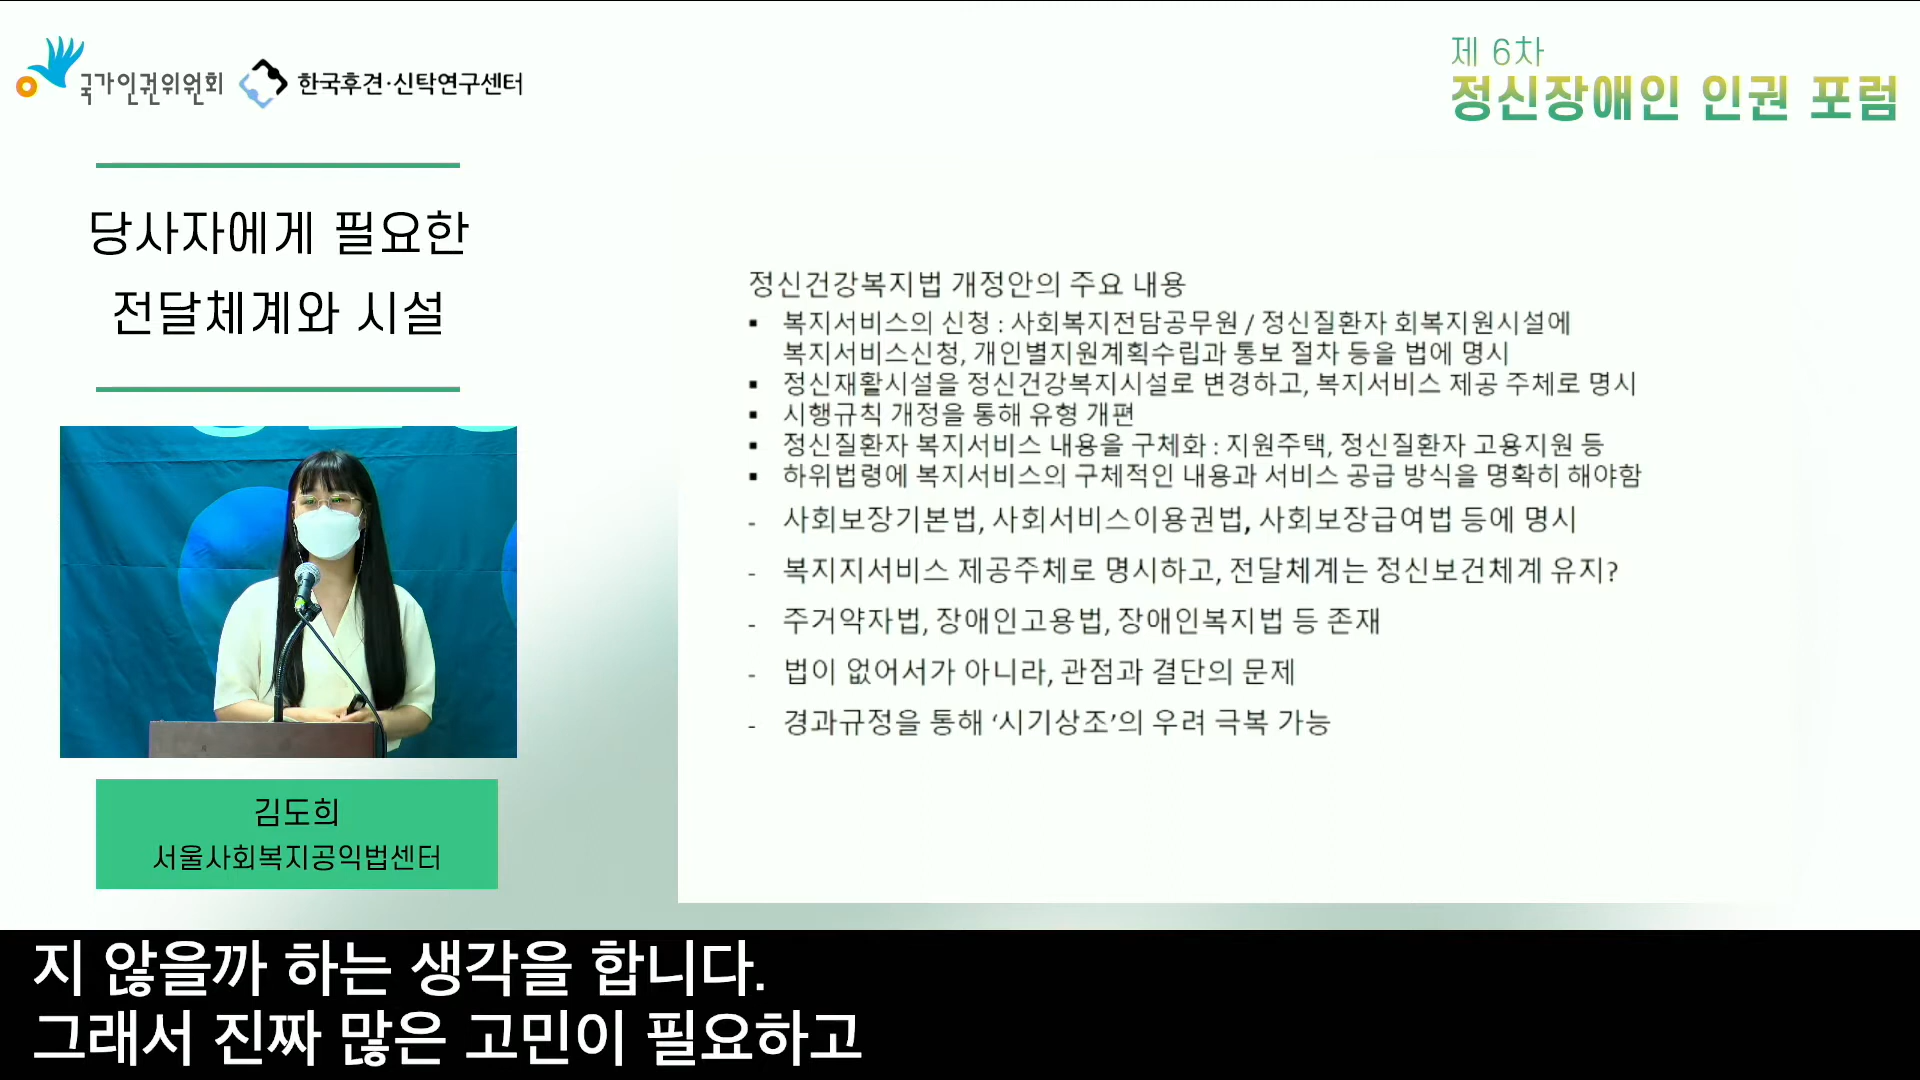 국가인권위원회
한국후견·신탁연구센터
제 6차
정신장애인 인권 포럼
당사자에게 필요한
전달체계와 시설
정신건강복지법 개정안의 주요 내용
▪ 복지서비스의 신청 : 사회복지전담공무원 / 정신질환자 회복지원시설에
복지서비스신청, 개인별지원계획수립과 통보 절차 등을 법에 명시
▪ 정신재활시설을 정신건강복지시설로 변경하고, 복지서비스 제공 주체로 명시
▪ 시행규칙 개정을 통해 유형 개편
▪ 정신질환자 복지서비스 내용을 구체화 : 지원주택, 정신질환자 고용지원 등
▪ 하위법령에 복지서비스의 구체적인 내용과 서비스 공급 방식을 명확히 해야함
- 사회보장기본법, 사회서비스이용권법, 사회보장급여법 등에 명시
- 복지지서비스 제공주체로 명시하고, 전달체계는 정신보건체계 유지?
- 주거약자법, 장애인고용법, 장애인복지법 등 존재
- 법이 없어서가 아니라, 관점과 결단의 문제
- 경과규정을 통해 ‘시기상조’의 우려 극복 가능
김도희
서울사회복지공익법센터
지 않을까 하는 생각을 합니다.
그래서 진짜 많은 고민이 필요하고